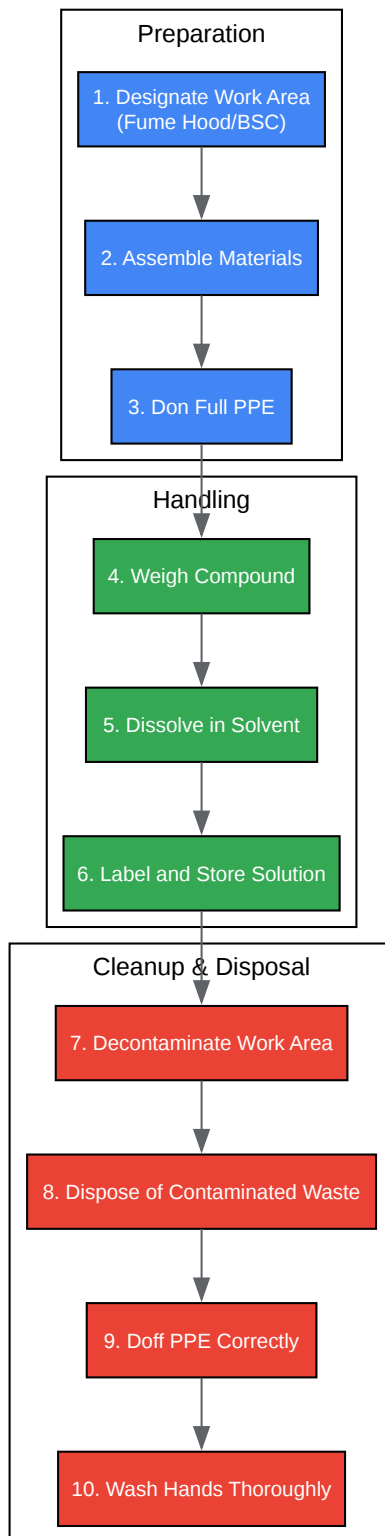 Preparation
1. Designate Work Area
(Fume Hood/BSC)
2. Assemble Materials
3. Don Full PPE
Handling
4. Weigh Compound
5. Dissolve in Solvent
6. Label and Store Solution
Cleanup & Disposal
7. Decontaminate Work Area
8. Dispose of Contaminated Waste
9. Doff PPE Correctly
10. Wash Hands Thoroughly